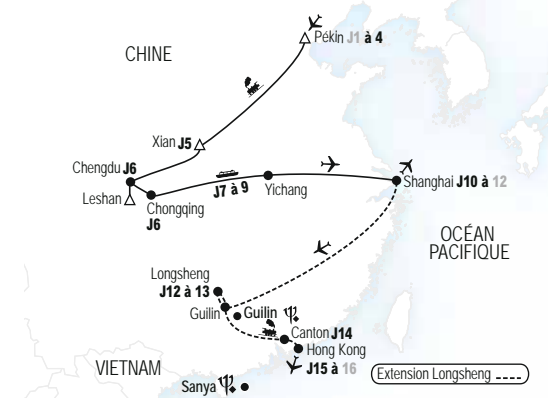 CHINE
Pékin J1 à 4
Xian J5
Chengdu J6
Leshan
Chongqing
J6
J7 à 9
Yichang
Shanghai J10 à 12
OCÉAN
PACIFIQUE
Longsheng
J12 à 13
Guilin
Guilin
Canton J14
Hong Kong
J15 à 16
VIETNAM
Sanya
Extension Longsheng